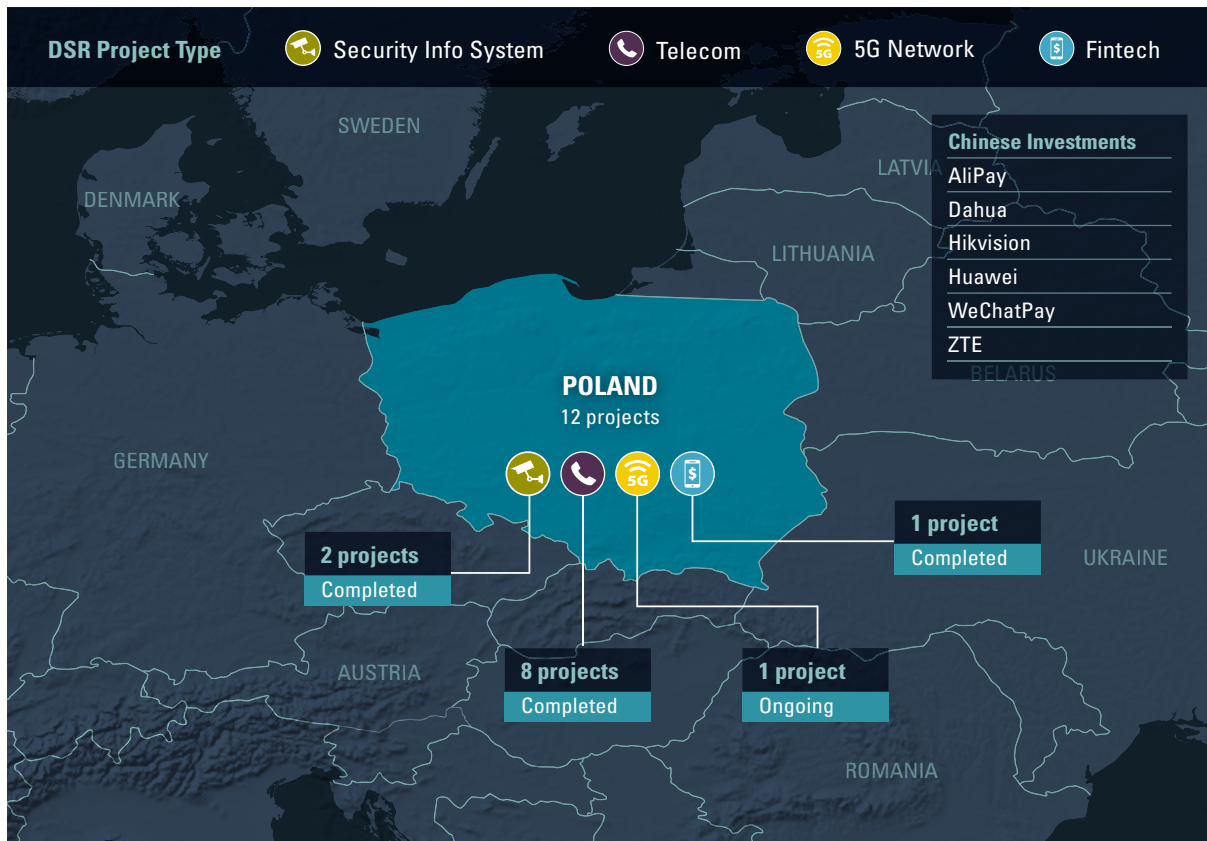 DSR Project Type
Security Info System
Telecom
5G
5G Network
$
Fintech
SWEDEN
DENMARK
LATVIA
LITHUANIA
Chinese Investments
AliPay
Dahua
Hikvision
Huawei
WeChatPay
ZTE
BELARUS
POLAND
12 projects
GERMANY
5G
$
2 projects
Completed
1 project
Completed
UKRAINE
AUSTRIA
8 projects
Completed
1 project
Ongoing
ROMANIA